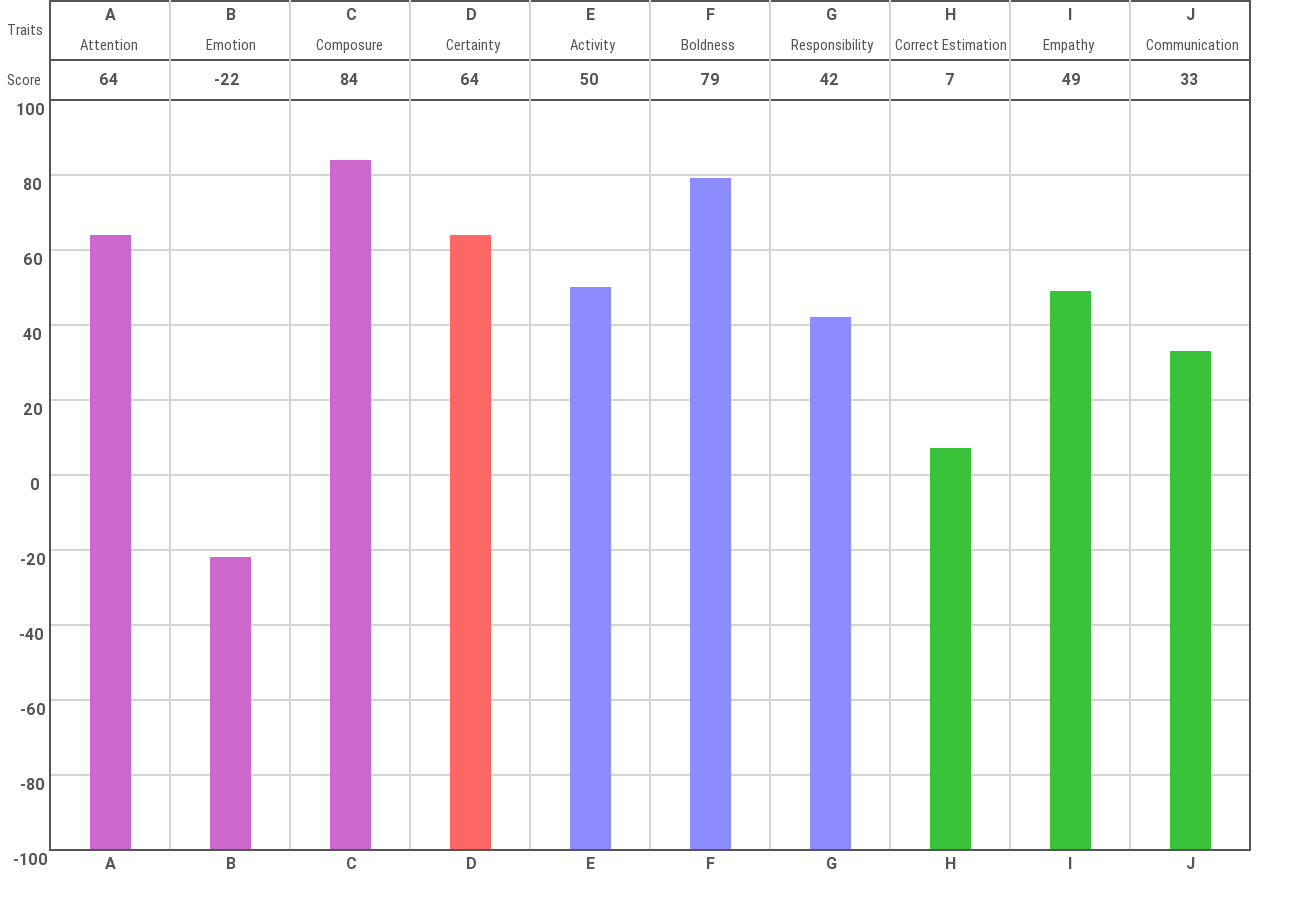 Traits A B C D E F G H I J
Attention Emotion Composure Certainty Activity Boldness Responsibility Correct Estimation Empathy Communication
Score 64 -22 84 64 50 79 42 7 49 33
100
80
60
40
20
0
-20
-40
-60
-80
-100
A B C D E F G H I J